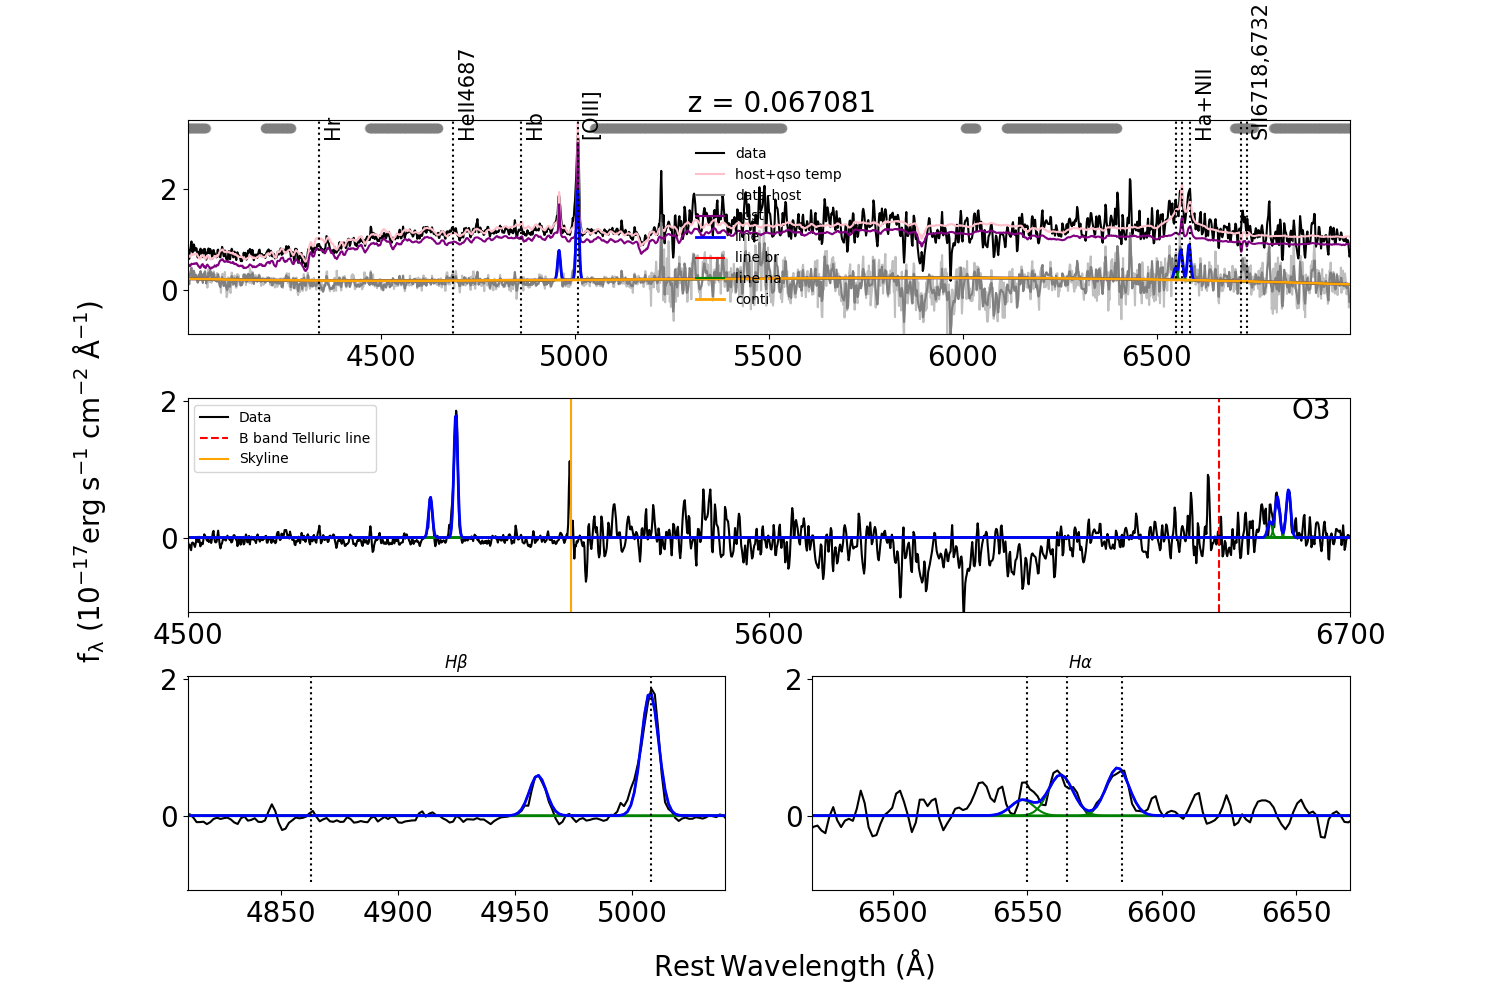 z = 0.067081
Hr
HeII4687
Hb
[OIII]
Ha+NII
SII6718,6732
data
host+qso temp
data-host
host
line
line br
line na
conti
2
0
4500
5000
5500
6000
6500
fλ (10−17erg s−1 cm−2 Å−1)
O3
Data
B band Telluric line
Skyline
2
0
4500
5600
6700
Hβ
2
0
4850
4900
4950
5000
Hα
2
0
6500
6550
6600
6650
Rest Wavelength (Å)